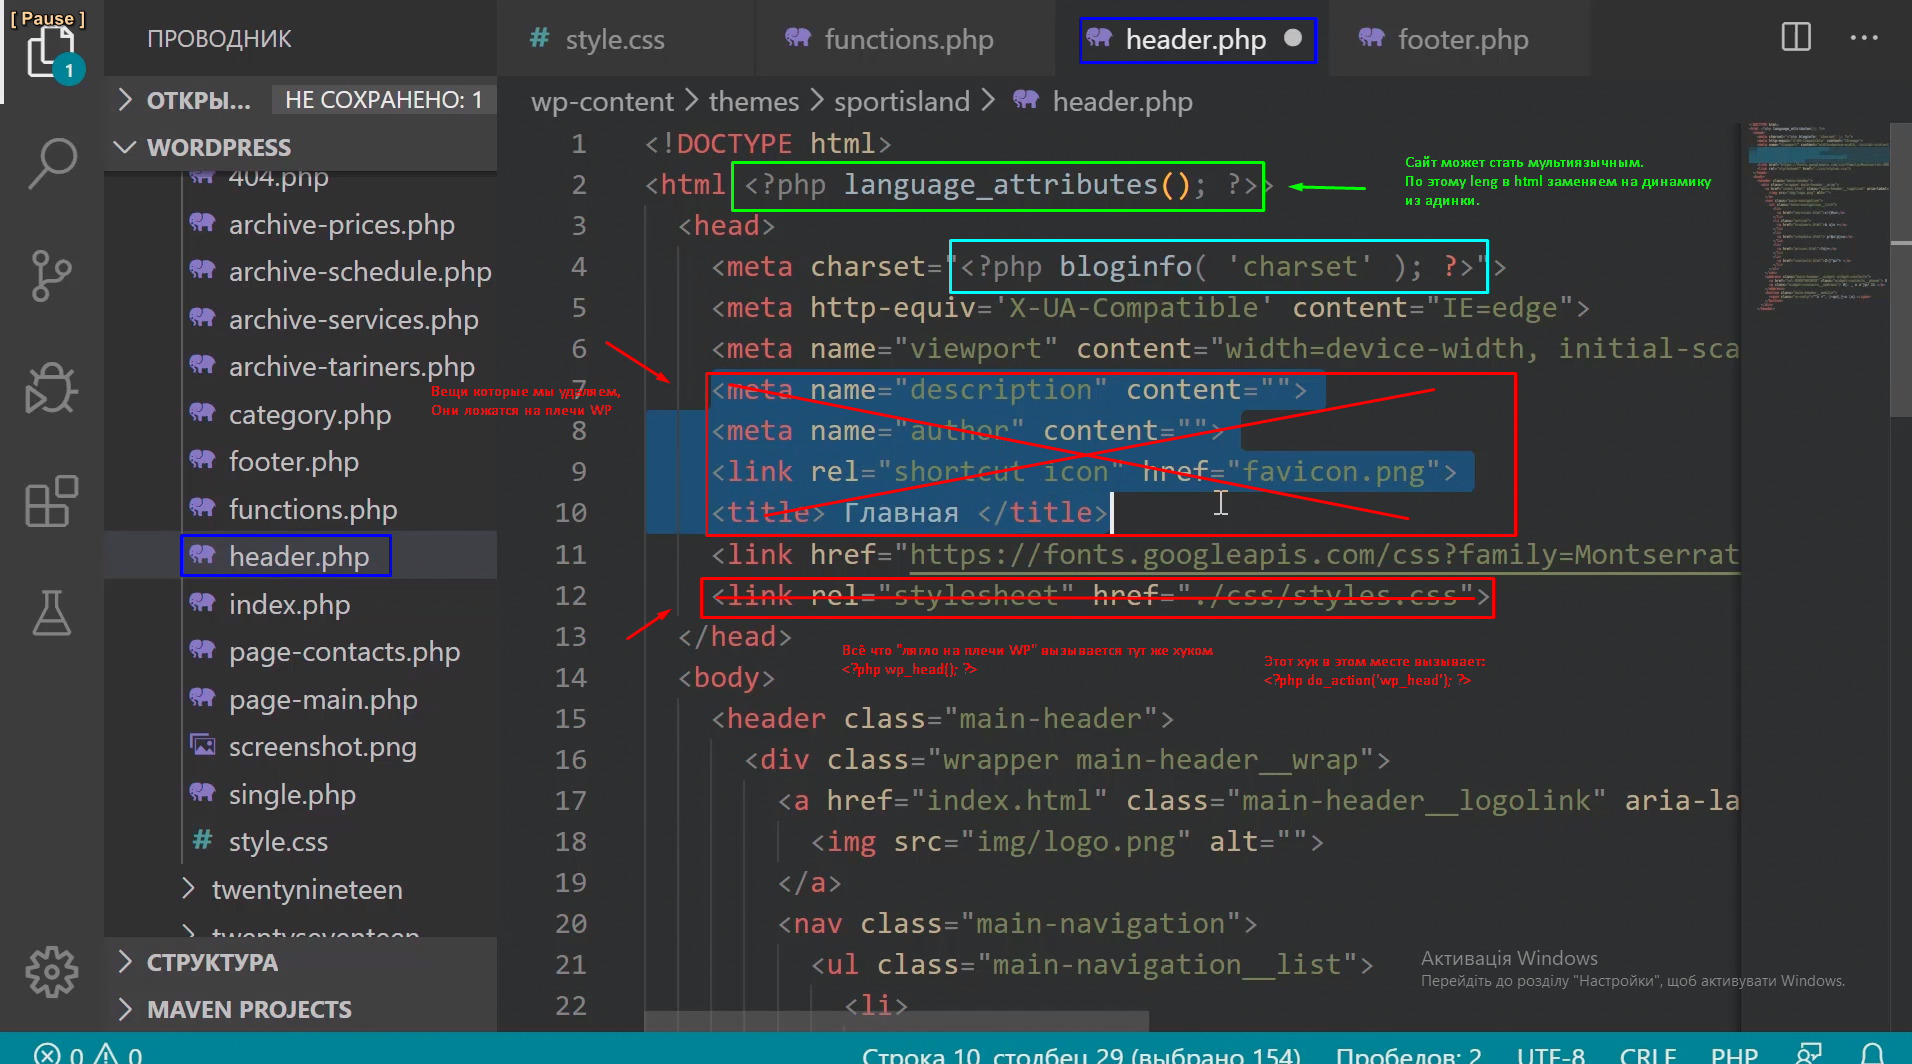 [ Pause ]
1
ПРОВОДНИК
ОТКРЫ...
НЕ СОХРАНЕНО: 1
WORDPRESS
404.php
archive-prices.php
archive-schedule.php
archive-services.php
archive-tariners.php
category.php
footer.php
functions.php
header.php
index.php
page-contacts.php
page-main.php
screenshot.png
single.php
# style.css
twentynineteen
twentyseventeen
СТРУКТУРА
MAVEN PROJECTS
# style.css
functions.php
header.php
footer.php
wp-content > themes > sportisland > header.php
1 <!DOCTYPE html>
2 <html <?php language_attributes(); ?>>
3 <head>
4 <meta charset="<?php bloginfo( 'charset' ); ?>">
5 <meta http-equiv='X-UA-Compatible' content="IE=edge">
6 <meta name="viewport" content="width=device-width, initial-sca
7 <meta name="description" content="">
8 <meta name="author" content="">
9 <link rel="shortcut icon" href="favicon.png">
10 <title> Главная </title>
11 <link href="https://fonts.googleapis.com/css?family=Montserrat
12 <link rel="stylesheet" href="./css/styles.css">
13 </head>
14 <body>
15 <header class="main-header">
16 <div class="wrapper main-header__wrap">
17 <a href="index.html" class="main-header__logolink" aria-la
18 <img src="img/logo.png" alt="">
19 </a>
20 <nav class="main-navigation">
21 <ul class="main-navigation__list">
22 <li>
Сайт может стать мультиязычным.
По этому leng в html заменяем на динамику
из адинки.
Вещи которые мы удаляем,
Они ложатся на плечи WP
Всё что "лягло на плечи WP" вызывается тут же хуком
<?php wp_head(); ?>
Этот хук в этом месте вызывает:
<?php do_action('wp_head'); ?>
Активація Windows
Перейдіть до розділу "Настройки", щоб активувати Windows.
0 0
Строка 10, столбец 29 (выбрано 154)
Пробелов: 2
UTF-8
CRLF
PHP